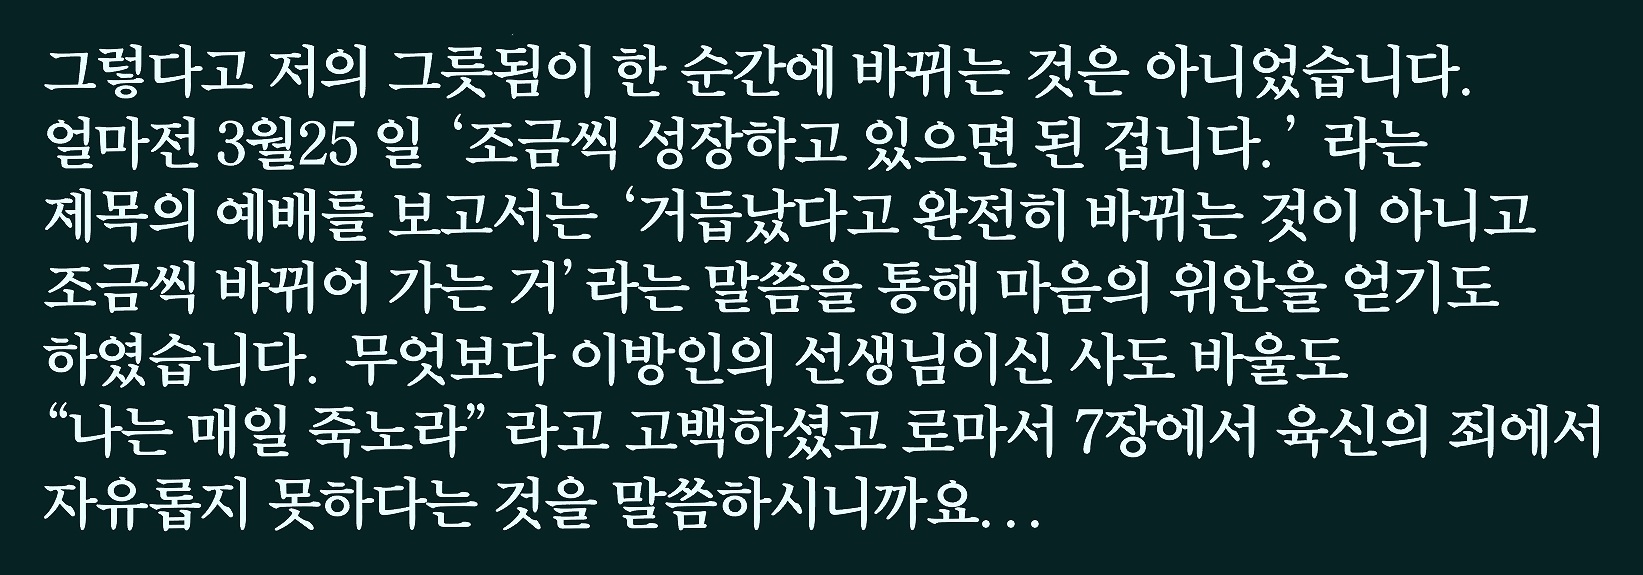 그렇다고 저의 그릇됨이 한 순간에 바뀌는 것은 아니었습니다.
얼마전 3월25 일 ‘조금씩 성장하고 있으면 된 겁니다. ’ 라는
제목의 예배를 보고서는 ‘거듭났다고 완전히 바뀌는 것이 아니고
조금씩 바뀌어 가는 거’ 라는 말씀을 통해 마음의 위안을 얻기도
하였습니다. 무엇보다 이방인의 선생님이신 사도 바울도
“나는 매일 죽노라” 라고 고백하셨고 로마서 7장에서 육신의 죄에서
자유롭지 못하다는 것을 말씀하시니까요...